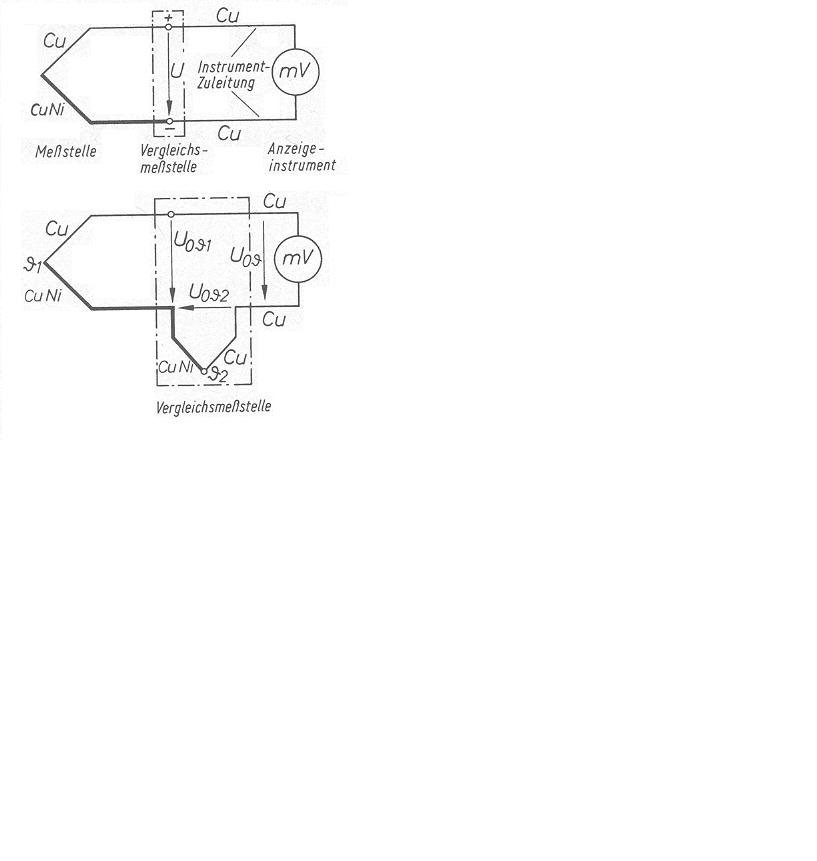 Cu
+
Cu
U
Instrument-
Zuleitung
mV
CuNi
–
Cu
Meßstelle
Vergleichs-
meßstelle
Anzeige-
instrument
Cu
Cu
U0ϑ1
U0ϑ
mV
ϑ1
CuNi
U0ϑ2
Cu
CuNi
Cu
ϑ2
Vergleichsmeßstelle